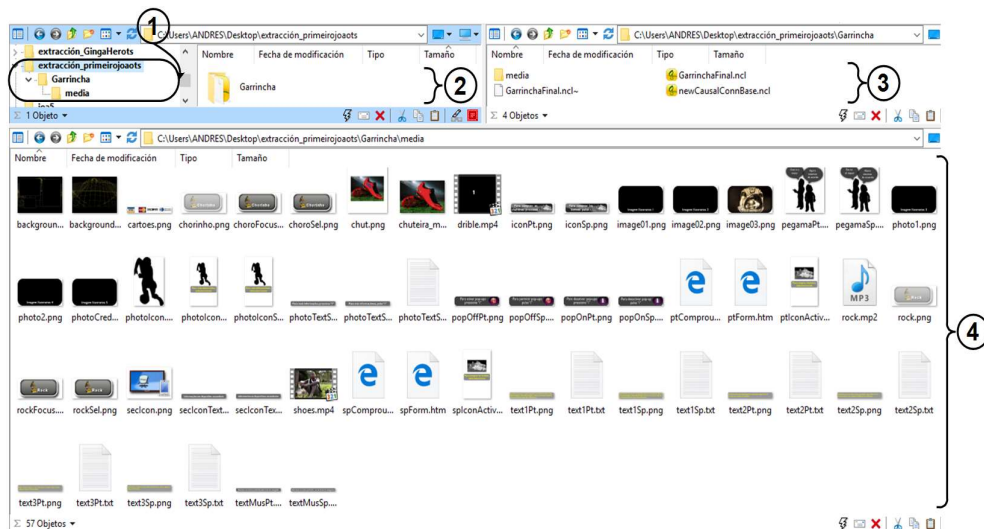 1
C:\Users\ANDRES\Desktop\extracción_primeirojoaots
extracción_GingaHerots
extracción_primeirojoaots
Garrincha
media
Nombre Fecha de modificación Tipo Tamaño
Garrincha
2
1 Objeto
C:\Users\ANDRES\Desktop\extracción_primeirojoaots\Garrincha
Nombre Fecha de modificación Tipo Tamaño
media GarrinchaFinal.ncl
GarrinchaFinal.ncl~ newCausalConnBase.ncl
3
4 Objetos
C:\Users\ANDRES\Desktop\extracción_primeirojoaots\Garrincha\media
Nombre Fecha de modificación Tipo Tamaño
backgroun... background... cartoes.png chorinho.png choroFocus... choroSel.png chut.png chuteira_m... drible.mp4 iconPt.png iconSp.png image01.png image02.png image03.png pegamaPt.... pegamaSp.... photo1.png
MP3
Rock
photo2.png photoCred... photoIcon.... photoIcon... photoIconS... photoTextS... photoTextS... photoTextS... popOffPt.png popOffSp.... popOnPt.png popOnSp.... ptComprou... ptForm.htm ptIconActiv... rock.mp2 rock.png
4
Rock Rock
rockFocus.... rockSel.png secIcon.png secIconText... secIconTex... shoes.mp4 spComprou... spForm.htm spIconActiv... text1Pt.png text1Pt.txt text1Sp.png text1Sp.txt text2Pt.png text2Pt.txt text2Sp.png text2Sp.txt
text3Pt.png text3Pt.txt text3Sp.png text3Sp.txt textMusPt.... textMusSp....
57 Objetos